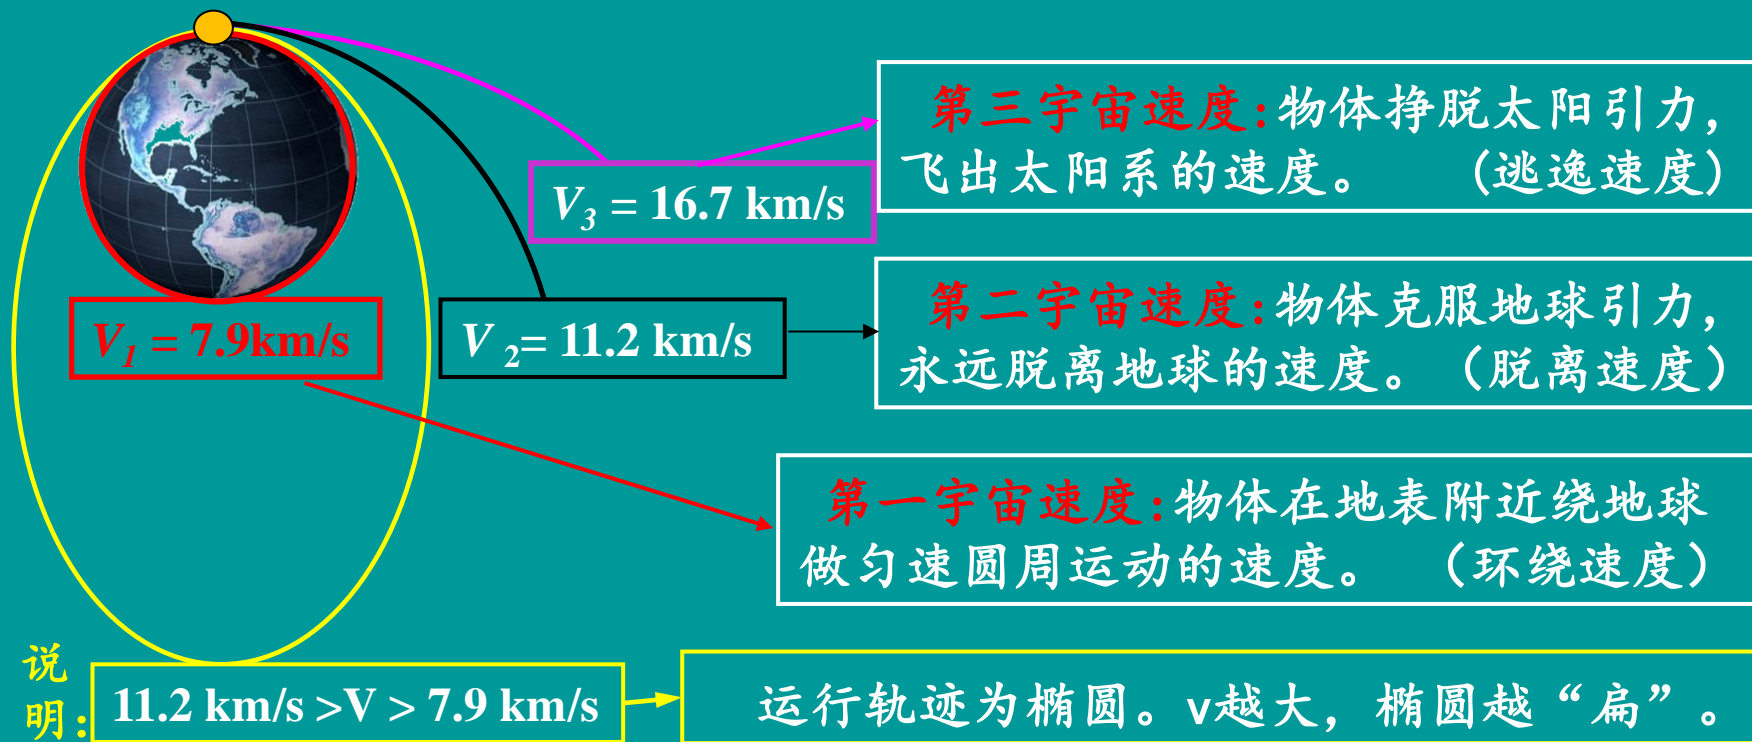 第三宇宙速度:物体挣脱太阳引力,
飞出太阳系的速度。 (逃逸速度)
V3 = 16.7 km/s
第二宇宙速度:物体克服地球引力,
永远脱离地球的速度。（脱离速度）
V1 = 7.9km/s
V 2= 11.2 km/s
第一宇宙速度:物体在地表附近绕地球
做匀速圆周运动的速度。 （环绕速度）
说
明:
11.2 km/s >V > 7.9 km/s
运行轨迹为椭圆。v越大，椭圆越“扁”。